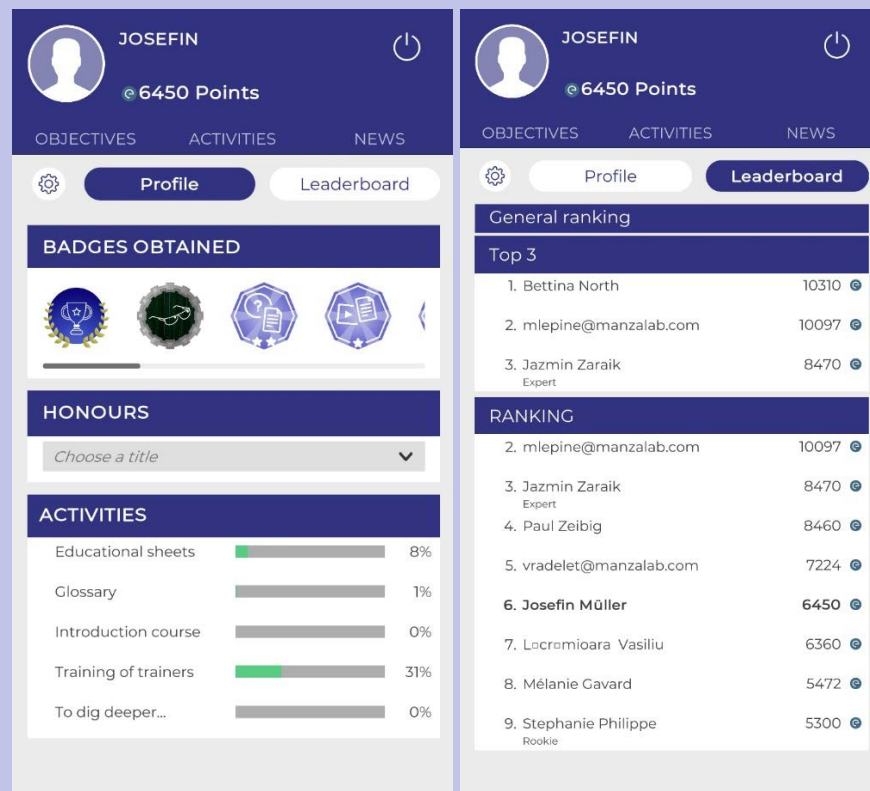 JOSEFIN
6450 Points
OBJECTIVES ACTIVITIES NEWS
Profile Leaderboard
BADGES OBTAINED
HONOURS
Choose a title
ACTIVITIES
Educational sheets 8%
Glossary 1%
Introduction course 0%
Training of trainers 31%
To dig deeper... 0%
JOSEFIN
6450 Points
OBJECTIVES ACTIVITIES NEWS
Profile Leaderboard
General ranking
Top 3
1. Bettina North 10310
2. mlepine@manzalab.com 10097
3. Jazmin Zaraik 8470
Expert
RANKING
2. mlepine@manzalab.com 10097
3. Jazmin Zaraik 8470
Expert
4. Paul Zeibig 8460
5. vradelet@manzalab.com 7224
6. Josefin Müller 6450
7. L▫cr▫mioara Vasiliu 6360
8. Mélanie Gavard 5472
9. Stephanie Philippe 5300
Rookie